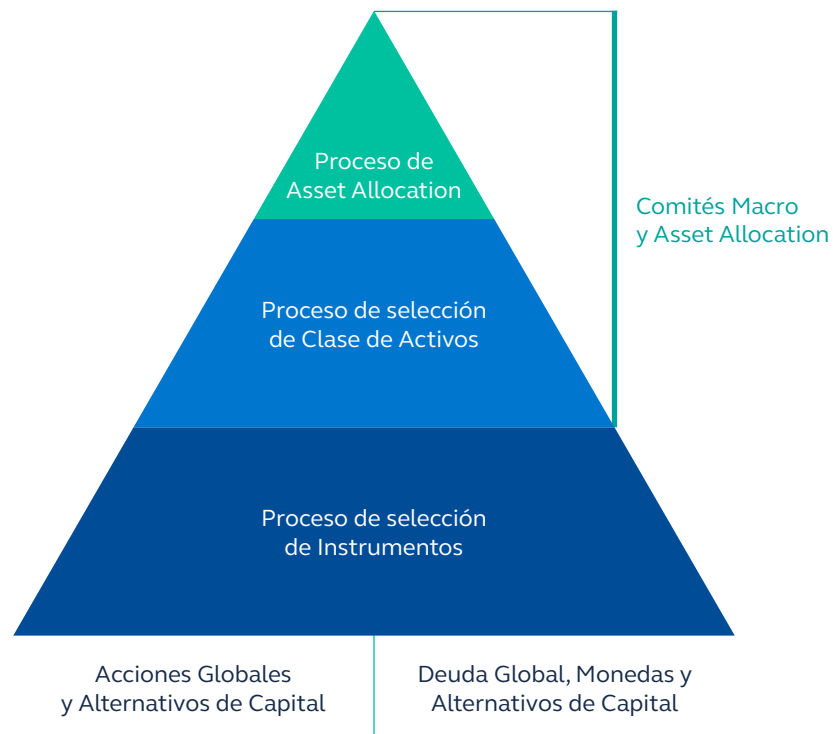 Proceso de
Asset Allocation
Comités Macro
y Asset Allocation
Proceso de selección
de Clase de Activos
Proceso de selección
de Instrumentos
Acciones Globales
y Alternativos de Capital
Deuda Global, Monedas y
Alternativos de Capital